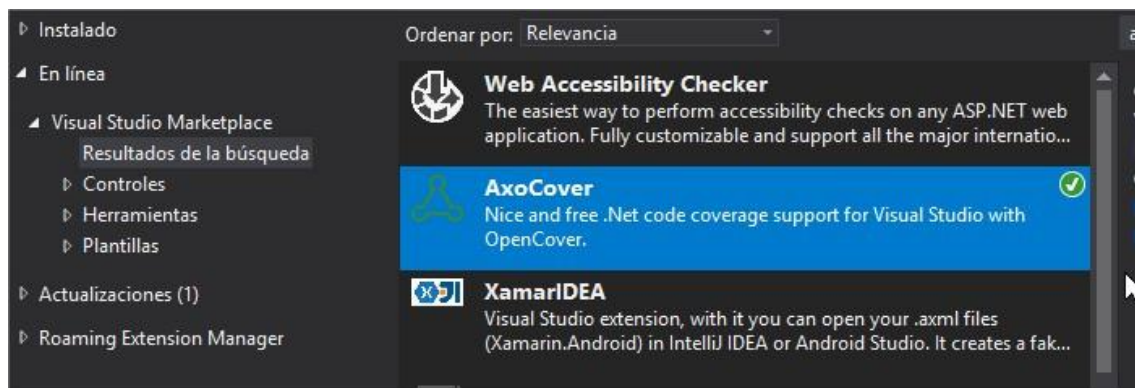 Instalado
En línea
Visual Studio Marketplace
Resultados de la búsqueda
Controles
Herramientas
Plantillas
Actualizaciones (1)
Roaming Extension Manager
Ordenar por: Relevancia
Web Accessibility Checker
The easiest way to perform accessibility checks on any ASP.NET web
application. Fully customizable and support all the major internatio...
AxoCover
Nice and free .Net code coverage support for Visual Studio with
OpenCover.
XamarIDEA
Visual Studio extension, with it you can open your .axml files
(Xamarin.Android) in IntelliJ IDEA or Android Studio. It creates a fak...